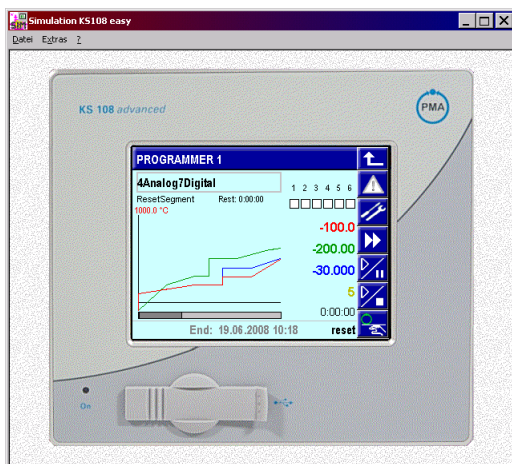 Simulation KS108 easy
Datei Extras ?
KS 108 advanced
PMA
PROGRAMMER 1
4Analog7Digital
1 2 3 4 5 6
ResetSegment Rest: 0:00:00
1000.0 °C
-100.0
-200.00
-30.000
5
0:00:00
End: 19.06.2008 10:18 reset
On